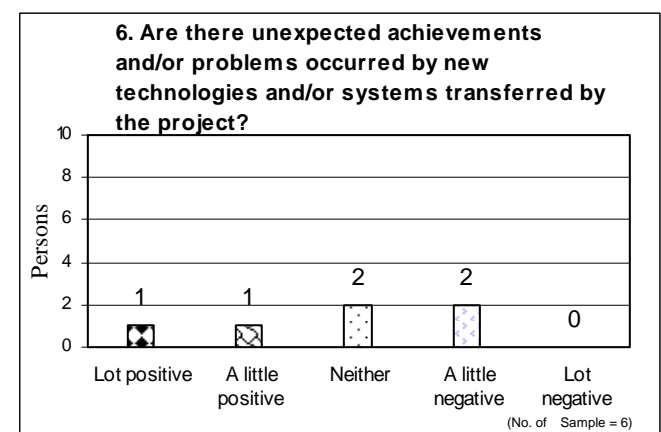 6. Are there unexpected achievements
and/or problems occurred by new
technologies and/or systems transferred by
the project?
10
8
6
4
2
0
Persons
1
1
2
2
0
Lot positive
A little
positive
Neither
A little
negative
Lot
negative
(No. of Sample = 6)